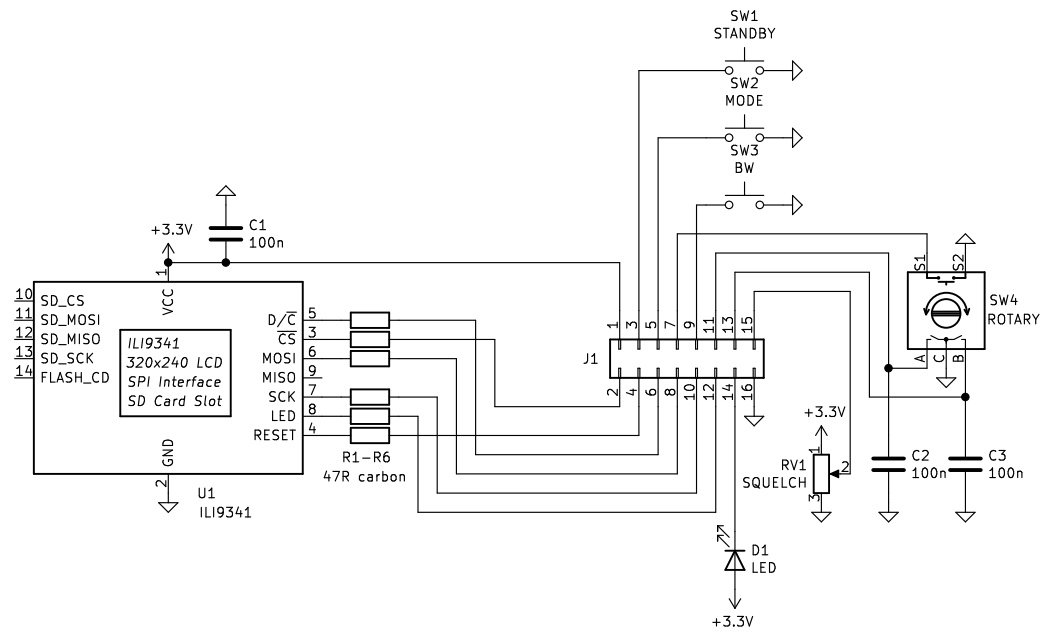 SW1
STANDBY
SW2
MODE
SW3
BW
+3.3V
C1
100n
1
VCC
10 SD_CS
11 SD_MOSI
12 SD_MISO
13 SD_SCK
14 FLASH_CD
ILI9341
320x240 LCD
SPI Interface
SD Card Slot
D/C 5
CS 3
MOSI 6
MISO 9
SCK 7
LED 8
RESET 4
GND
2
U1
ILI9341
R1-R6
47R carbon
J1
1 3 5 7 9 11 13 15
2 4 6 8 10 12 14 16
S1 S2
SW4
ROTARY
A C B
+3.3V
1
RV1
SQUELCH
2
3
C2
100n
C3
100n
D1
LED
+3.3V